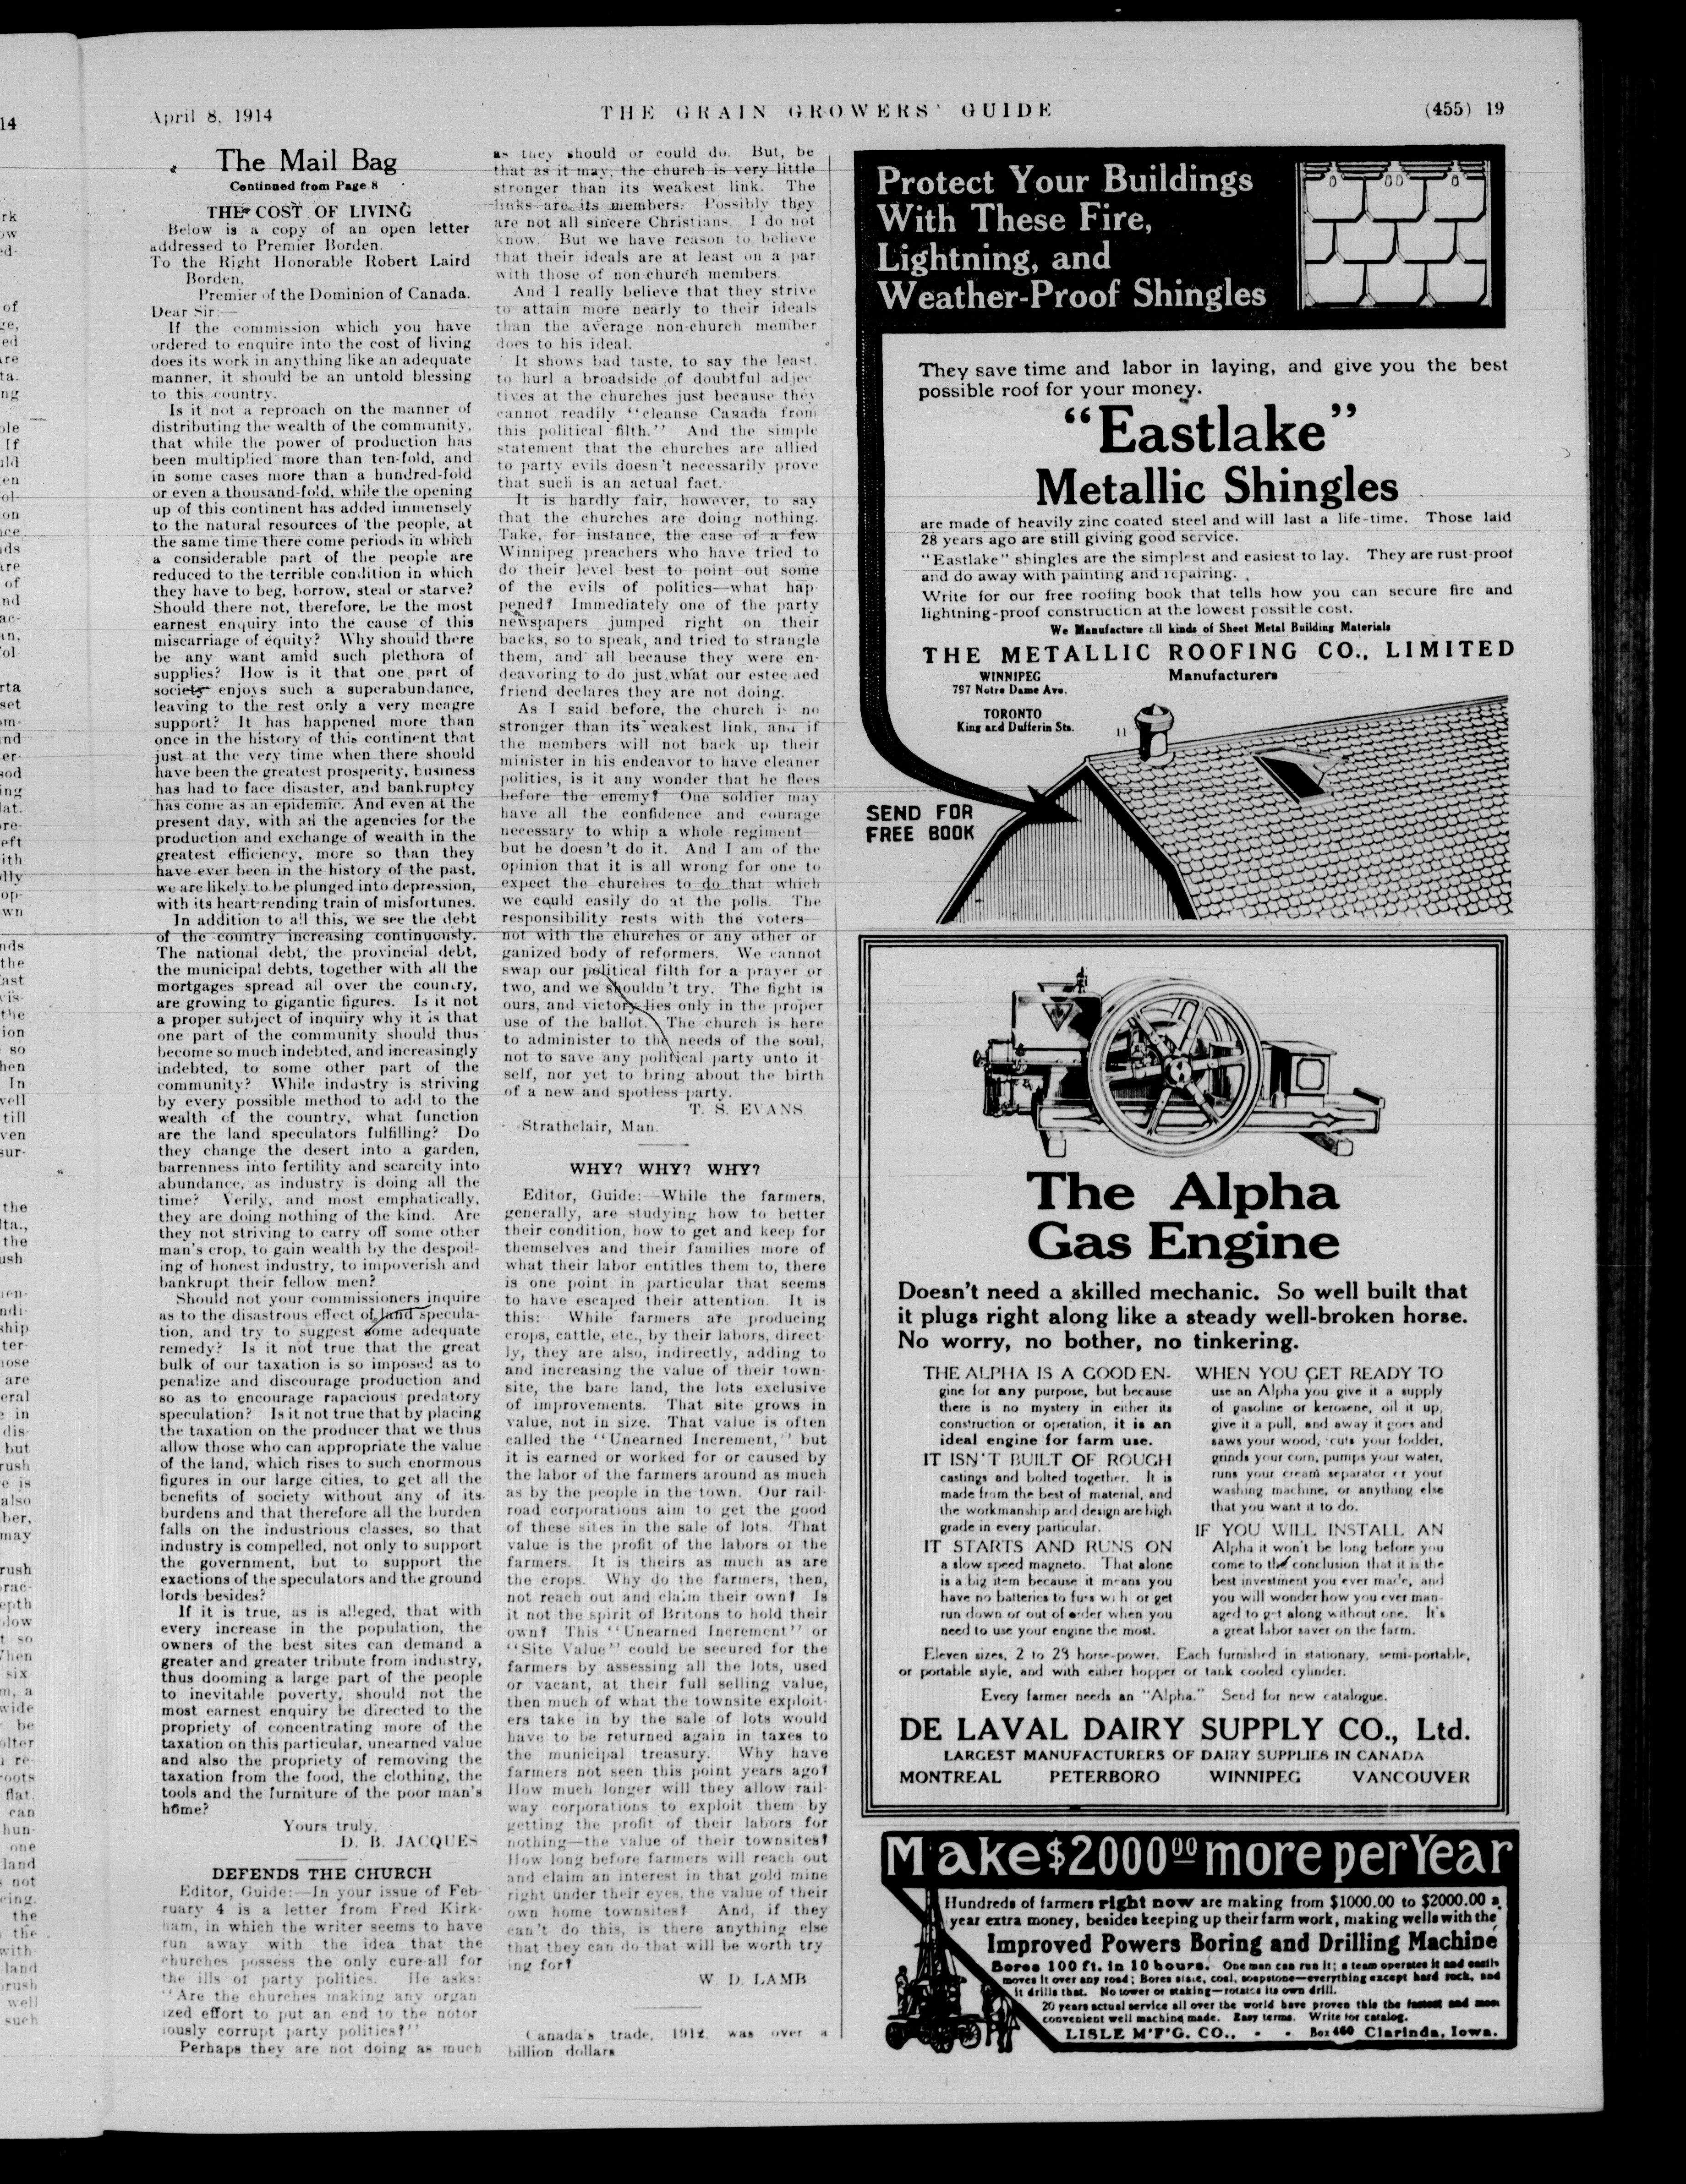 April 8, 1914
THE GRAIN GROWERS' GUIDE
(455) 19
The Mail Bag
Continued from Page 8
THE COST OF LIVING
Below is a copy of an open letter
addressed to Premier Borden.
To the Right Honorable Robert Laird
Borden,
Premier of the Dominion of Canada.
Dear Sir:—
If the commission which you have
ordered to enquire into the cost of living
does its work in anything like an adequate
manner, it should be an untold blessing
to this country.
Is it not a reproach on the manner of
distributing the wealth of the community,
that while the power of production has
been multiplied more than ten-fold, and
in some cases more than a hundred-fold
or even a thousand-fold, while the opening
up of this continent has added immensely
to the natural resources of the people, at
the same time there come periods in which
a considerable part of the people are
reduced to the terrible condition in which
they have to beg, borrow, steal or starve?
Should there not, therefore, be the most
earnest enquiry into the cause of this
miscarriage of equity? Why should there
be any want amid such plethora of
supplies? How is it that one part of
society enjoys such a superabundance,
leaving to the rest only a very meagre
support? It has happened more than
once in the history of this continent that
just at the very time when there should
have been the greatest prosperity, business
has had to face disaster, and bankruptcy
has come as an epidemic. And even at the
present day, with all the agencies for the
production and exchange of wealth in the
greatest efficiency, more so than they
have ever been in the history of the past,
we are likely to be plunged into depression,
with its heart-rending train of misfortunes.
In addition to all this, we see the debt
of the country increasing continuously.
The national debt, the provincial debt,
the municipal debts, together with all the
mortgages spread all over the country,
are growing to gigantic figures. Is it not
a proper subject of inquiry why it is that
one part of the community should thus
become so much indebted, and increasingly
indebted, to some other part of the
community? While industry is striving
by every possible method to add to the
wealth of the country, what function
are the land speculators fulfilling? Do
they change the desert into a garden,
barrenness into fertility and scarcity into
abundance, as industry is doing all the
time? Verily, and most emphatically,
they are doing nothing of the kind. Are
they not striving to carry off some other
man's crop, to gain wealth by the despoil-
ing of honest industry, to impoverish and
bankrupt their fellow men?
Should not your commissioners inquire
as to the disastrous effect of land specula-
tion, and try to suggest some adequate
remedy? Is it not true that the great
bulk of our taxation is so imposed as to
penalize and discourage production and
so as to encourage rapacious predatory
speculation? Is it not true that by placing
the taxation on the producer that we thus
allow those who can appropriate the value
of the land, which rises to such enormous
figures in our large cities, to get all the
benefits of society without any of its
burdens and that therefore all the burden
falls on the industrious classes, so that
industry is compelled, not only to support
the government, but to support the
exactions of the speculators and the ground
lords besides?
If it is true, as is alleged, that with
every increase in the population, the
owners of the best sites can demand a
greater and greater tribute from industry,
thus dooming a large part of the people
to inevitable poverty, should not the
most earnest enquiry be directed to the
propriety of concentrating more of the
taxation on this particular, unearned value
and also the propriety of removing the
taxation from the food, the clothing, the
tools and the furniture of the poor man's
home?
Yours truly,
D. B. JACQUES
DEFENDS THE CHURCH
Editor, Guide:—In your issue of Feb-
ruary 4 is a letter from Fred Kirk-
ham, in which the writer seems to have
run away with the idea that the
churches possess the only cure-all for
the ills of party politics. He asks:
"Are the churches making any organ
ized effort to put an end to the notor
iously corrupt party politics?"
Perhaps they are not doing as much
as they should or could do. But, be
that as it may, the church is very little
stronger than its weakest link. The
links are its members. Possibly they
are not all sincere Christians. I do not
know. But we have reason to believe
that their ideals are at least on a par
with those of non-church members.
And I really believe that they strive
to attain more nearly to their ideals
than the average non-church member
does to his ideal.
It shows bad taste, to say the least,
to hurl a broadside of doubtful adjec
tives at the churches just because they
cannot readily "cleanse Canada from
this political filth." And the simple
statement that the churches are allied
to party evils doesn't necessarily prove
that such is an actual fact.
It is hardly fair, however, to say
that the churches are doing nothing.
Take, for instance, the case of a few
Winnipeg preachers who have tried to
do their level best to point out some
of the evils of politics—what hap-
pened? Immediately one of the party
newspapers jumped right on their
backs, so to speak, and tried to strangle
them, and all because they were en-
deavoring to do just what our esteemed
friend declares they are not doing.
As I said before, the church is no
stronger than its weakest link, and if
the members will not back up their
minister in his endeavor to have cleaner
politics, is it any wonder that he flees
before the enemy? One soldier may
have all the confidence and courage
necessary to whip a whole regiment—
but he doesn't do it. And I am of the
opinion that it is all wrong for one to
expect the churches to do that which
we could easily do at the polls. The
responsibility rests with the voters—
not with the churches or any other or-
ganized body of reformers. We cannot
swap our political filth for a prayer or
two, and we shouldn't try. The fight is
ours, and victory lies only in the proper
use of the ballot. The church is here
to administer to the needs of the soul,
not to save any political party unto it
self, nor yet to bring about the birth
of a new and spotless party.
T. S. EVANS.
Strathclair, Man.
WHY? WHY? WHY?
Editor, Guide:—While the farmers,
generally, are studying how to better
their condition, how to get and keep for
themselves and their families more of
what their labor entitles them to, there
is one point in particular that seems
to have escaped their attention. It is
this: While farmers are producing
crops, cattle, etc., by their labors, direct-
ly, they are also, indirectly, adding to
and increasing the value of their town-
site, the bare land, the lots exclusive
of improvements. That site grows in
value, not in size. That value is often
called the "Unearned Increment," but
it is earned or worked for or caused by
the labor of the farmers around as much
as by the people in the town. Our rail-
road corporations aim to get the good
of these sites in the sale of lots. That
value is the profit of the labors of the
farmers. It is theirs as much as are
the crops. Why do the farmers, then,
not reach out and claim their own? Is
it not the spirit of Britons to hold their
own? This "Unearned Increment" or
"Site Value" could be secured for the
farmers by assessing all the lots, used
or vacant, at their full selling value,
then much of what the townsite exploit-
ers take in by the sale of lots would
have to be returned again in taxes to
the municipal treasury. Why have
farmers not seen this point years ago?
How much longer will they allow rail-
way corporations to exploit them by
getting the profit of their labors for
nothing—the value of their townsites?
How long before farmers will reach out
and claim an interest in that gold mine
right under their eyes, the value of their
own home townsites? And, if they
can't do this, is there anything else
that they can do that will be worth try
ing for?
W. D. LAMB
Canada's trade, 1912, was over a
billion dollars
Protect Your Buildings
With These Fire,
Lightning, and
Weather-Proof Shingles
They save time and labor in laying, and give you the best
possible roof for your money.
"Eastlake"
Metallic Shingles
are made of heavily zinc coated steel and will last a life-time. Those laid
28 years ago are still giving good service.
"Eastlake" shingles are the simplest and easiest to lay. They are rust-proof
and do away with painting and repairing.
Write for our free roofing book that tells how you can secure fire and
lightning-proof construction at the lowest possible cost.
We Manufacture all kinds of Sheet Metal Building Materials
THE METALLIC ROOFING CO., LIMITED
WINNIPEG
797 Notre Dame Ave.
Manufacturers
TORONTO
King and Dufferin Sts.
SEND FOR
FREE BOOK
The Alpha
Gas Engine
Doesn't need a skilled mechanic. So well built that
it plugs right along like a steady well-broken horse.
No worry, no bother, no tinkering.
THE ALPHA IS A GOOD EN-
gine for any purpose, but because
there is no mystery in either its
construction or operation, it is an
ideal engine for farm use.
IT ISN'T BUILT OF ROUGH
castings and bolted together. It is
made from the best of material, and
the workmanship and design are high
grade in every particular.
IT STARTS AND RUNS ON
a slow speed magneto. That alone
is a big item because it means you
have no batteries to fuss with or get
run down or out of order when you
need to use your engine the most.
WHEN YOU GET READY TO
use an Alpha you give it a supply
of gasoline or kerosene, oil it up,
give it a pull, and away it goes and
saws your wood, cuts your fodder,
grinds your corn, pumps your water,
runs your cream separator or your
washing machine, or anything else
that you want it to do.
IF YOU WILL INSTALL AN
Alpha it won't be long before you
come to the conclusion that it is the
best investment you ever made, and
you will wonder how you ever man-
aged to get along without one. It's
a great labor saver on the farm.
Eleven sizes, 2 to 28 horse-power. Each furnished in stationary, semi-portable,
or portable style, and with either hopper or tank cooled cylinder.
Every farmer needs an "Alpha." Send for new catalogue.
DE LAVAL DAIRY SUPPLY CO., Ltd.
LARGEST MANUFACTURERS OF DAIRY SUPPLIES IN CANADA
MONTREAL PETERBORO WINNIPEG VANCOUVER
Make $2000.00 more per Year
Hundreds of farmers right now are making from $1000.00 to $2000.00 a
year extra money, besides keeping up their farm work, making wells with the
Improved Powers Boring and Drilling Machine
Bores 100 ft. in 10 hours. One man can run it; a team operates it and easily
moves it over any road; Bores slate, coal, soapstone—everything except hard rock, and
it drills that. No tower or staking—rotates its own drill.
20 years actual service all over the world have proven this the fastest and most
convenient well machine made. Easy terms. Write for catalog.
LISLE M'F'G. CO., - - Box 460 Clarinda, Iowa.